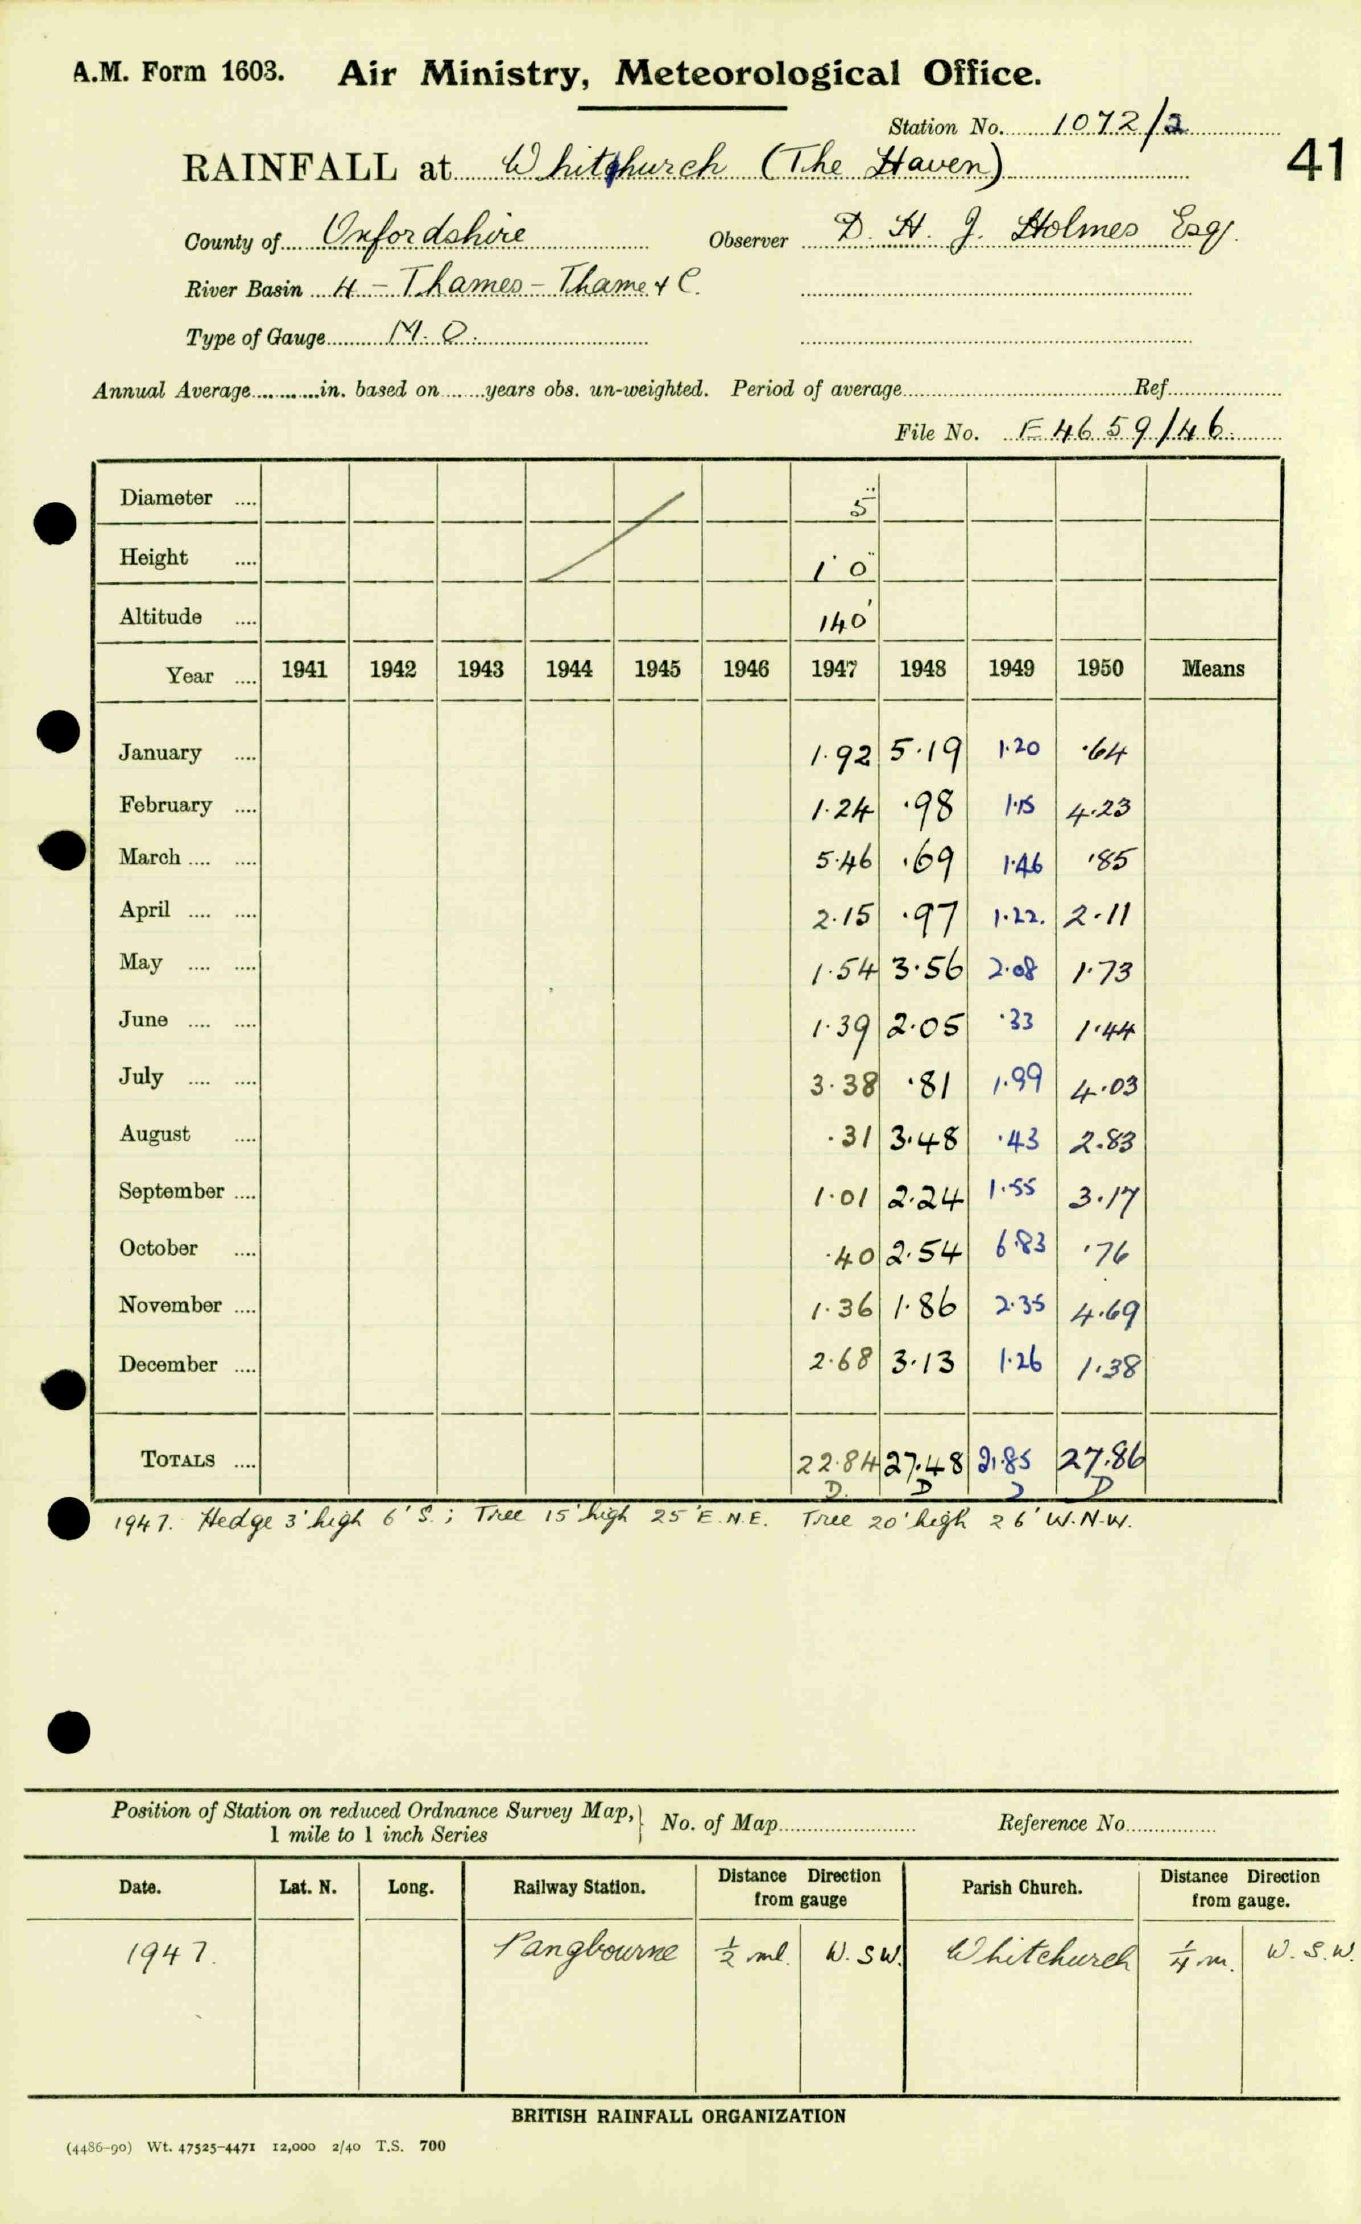 A.M. Form 1603. Air Ministry, Meteorological Office.
Station No. 1072/2
41
RAINFALL at Whitchurch (The Haven)
County of Oxfordshire Observer D. H. J. Holmes Esq.
River Basin 4 - Thames - Thame & C.
Type of Gauge M.O.
Annual Average in. based on years obs. un-weighted. Period of average Ref.
File No. F 4659/46.
Diameter 5"
Height 1' 0"
Altitude 140'
Year 1941 1942 1943 1944 1945 1946 1947 1948 1949 1950 Means
January 1.92 5.19 1.20 .64
February 1.24 .98 1.15 4.23
March 5.46 .69 1.46 .85
April 2.15 .97 1.22. 2.11
May 1.54 3.56 2.08 1.73
June 1.39 2.05 .33 1.44
July 3.38 .81 1.99 4.03
August .31 3.48 .43 2.83
September 1.01 2.24 1.55 3.17
October .40 2.54 6.83 .76
November 1.36 1.86 2.35 4.69
December 2.68 3.13 1.26 1.38
TOTALS 22.84 27.48 21.85 27.86
D. D D D
1947. Hedge 3' high 6' S.; Tree 15' high 25' E.N.E. Tree 20' high 26' W.N.W.
Position of Station on reduced Ordnance Survey Map, 1 mile to 1 inch Series } No. of Map Reference No.
Date. Lat. N. Long. Railway Station. Distance Direction from gauge Parish Church. Distance Direction from gauge.
1947. Pangbourne ½ ml. W.SW. Whitchurch ¼ m. W.S.W.
BRITISH RAINFALL ORGANIZATION
(4486-90) Wt. 47525-4471 12,000 2/40 T.S. 700